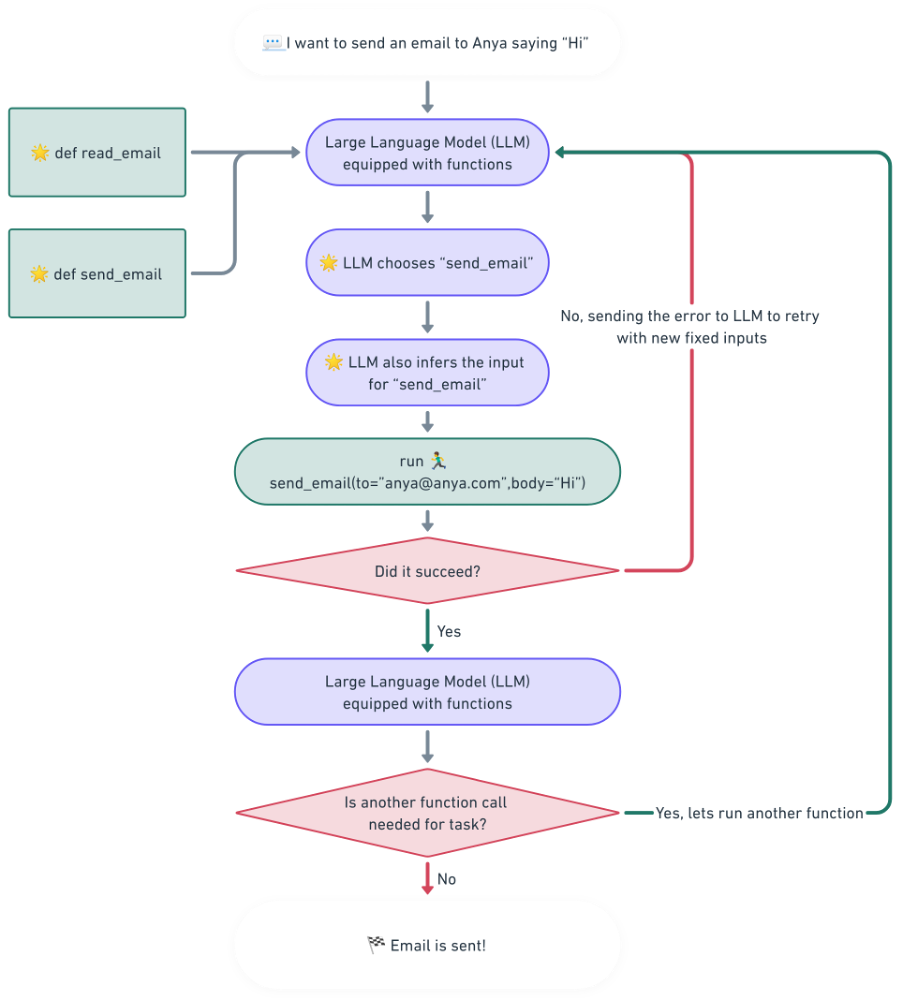 I want to send an email to Anya saying “Hi”
def read_email
Large Language Model (LLM)
equipped with functions
def send_email
LLM chooses “send_email”
No, sending the error to LLM to retry
with new fixed inputs
LLM also infers the input
for “send_email”
run
send_email(to=”anya@anya.com”,body=“Hi”)
Did it succeed?
Yes
Large Language Model (LLM)
equipped with functions
Is another function call
needed for task?
Yes, lets run another function
No
Email is sent!